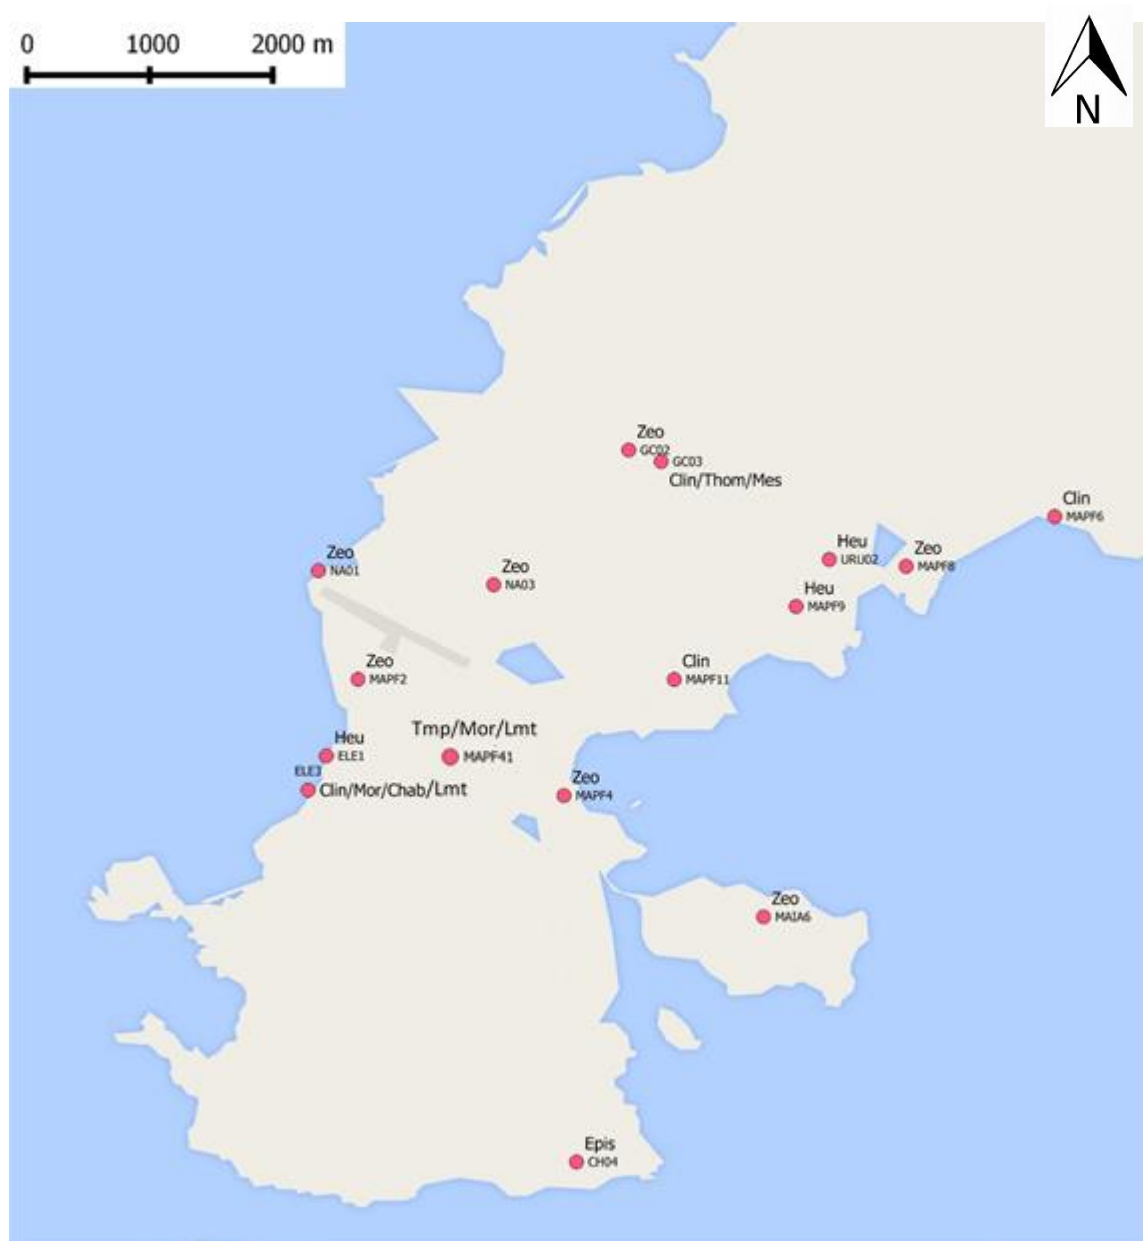 0 1000 2000 m
N
Zeo
GC02
GC03
Clin/Thom/Mes
Clin
MAPF6
Heu
URU02
Zeo
MAPF8
Zeo
NA01
Zeo
NA03
Heu
MAPF9
Zeo
MAPF2
Clin
MAPF11
Tmp/Mor/Lmt
MAPF41
Heu
ELE1
ELE3
Clin/Mor/Chab/Lmt
Zeo
MAPF4
Zeo
MAIA6
Epis
CH04